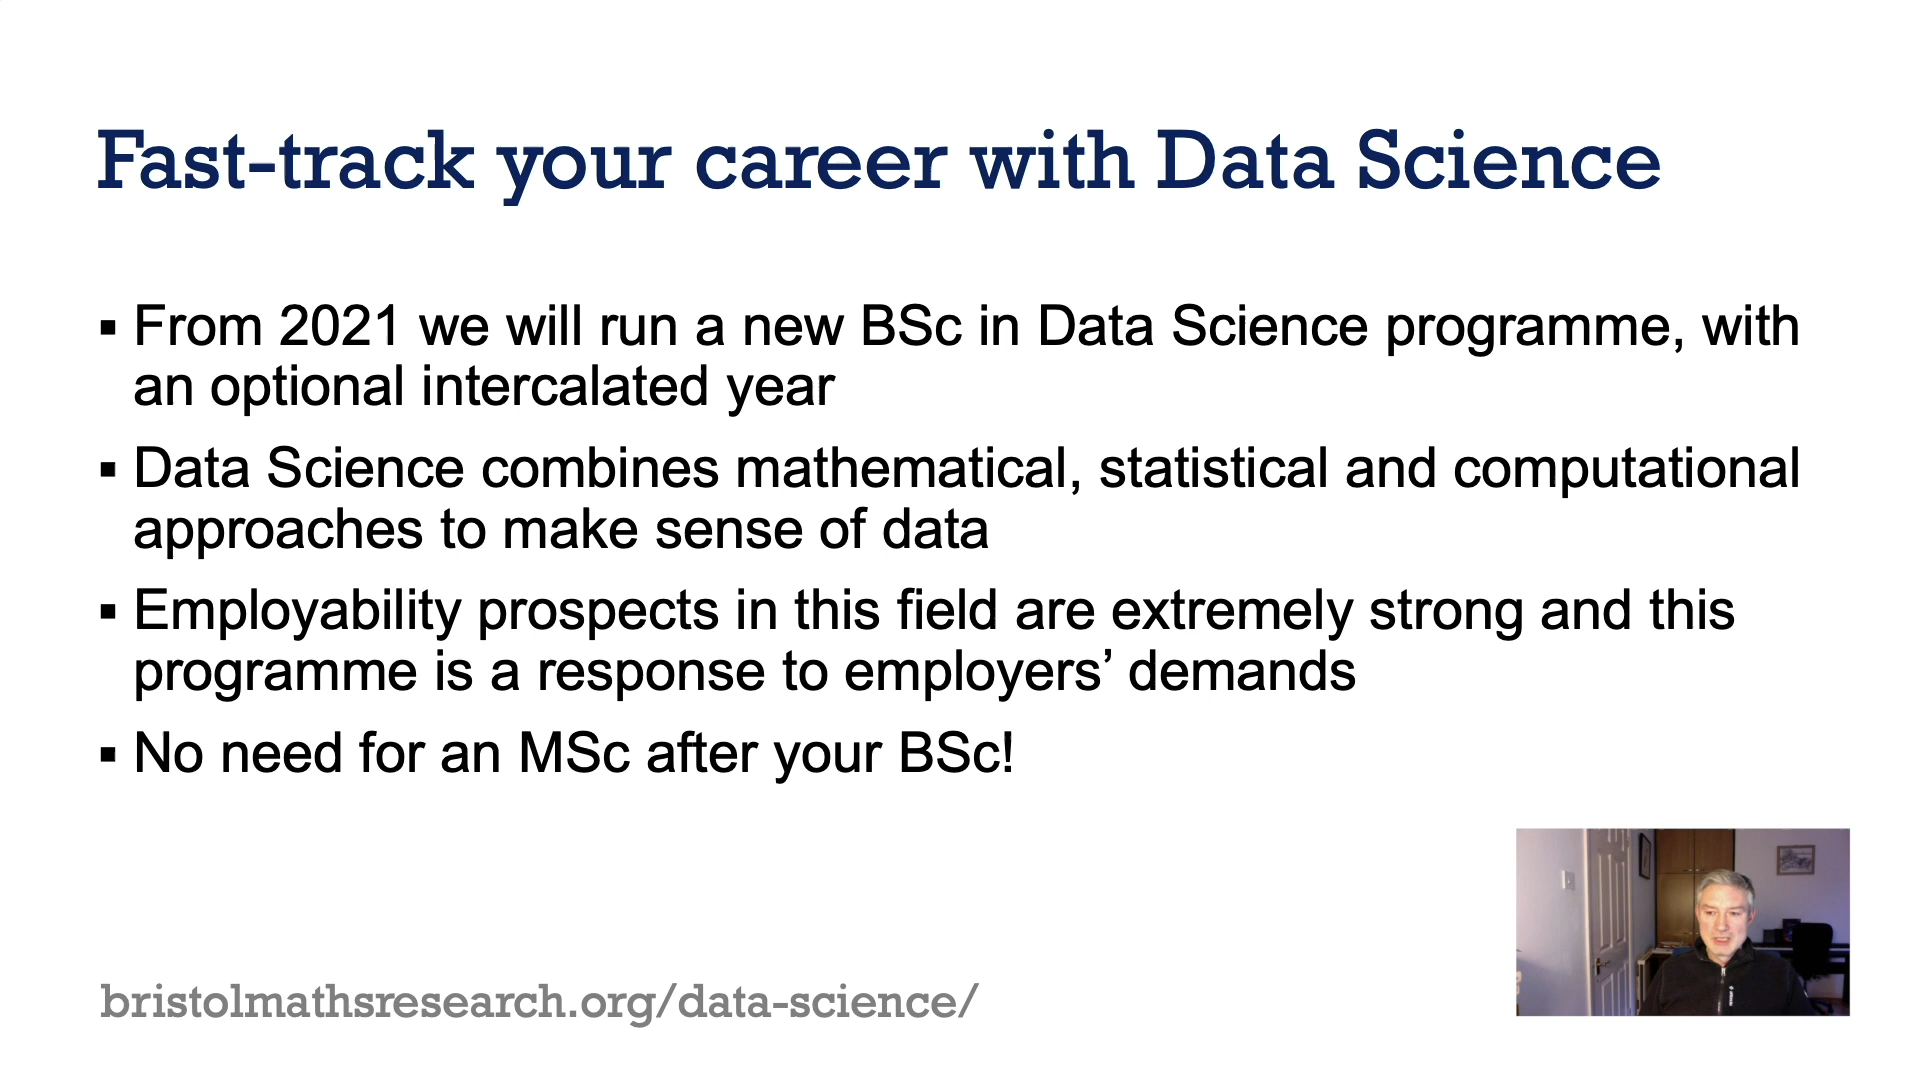 Fast-track your career with Data Science
▪ From 2021 we will run a new BSc in Data Science programme, with
an optional intercalated year
▪ Data Science combines mathematical, statistical and computational
approaches to make sense of data
▪ Employability prospects in this field are extremely strong and this
programme is a response to employers’ demands
▪ No need for an MSc after your BSc!
bristolmathsresearch.org/data-science/